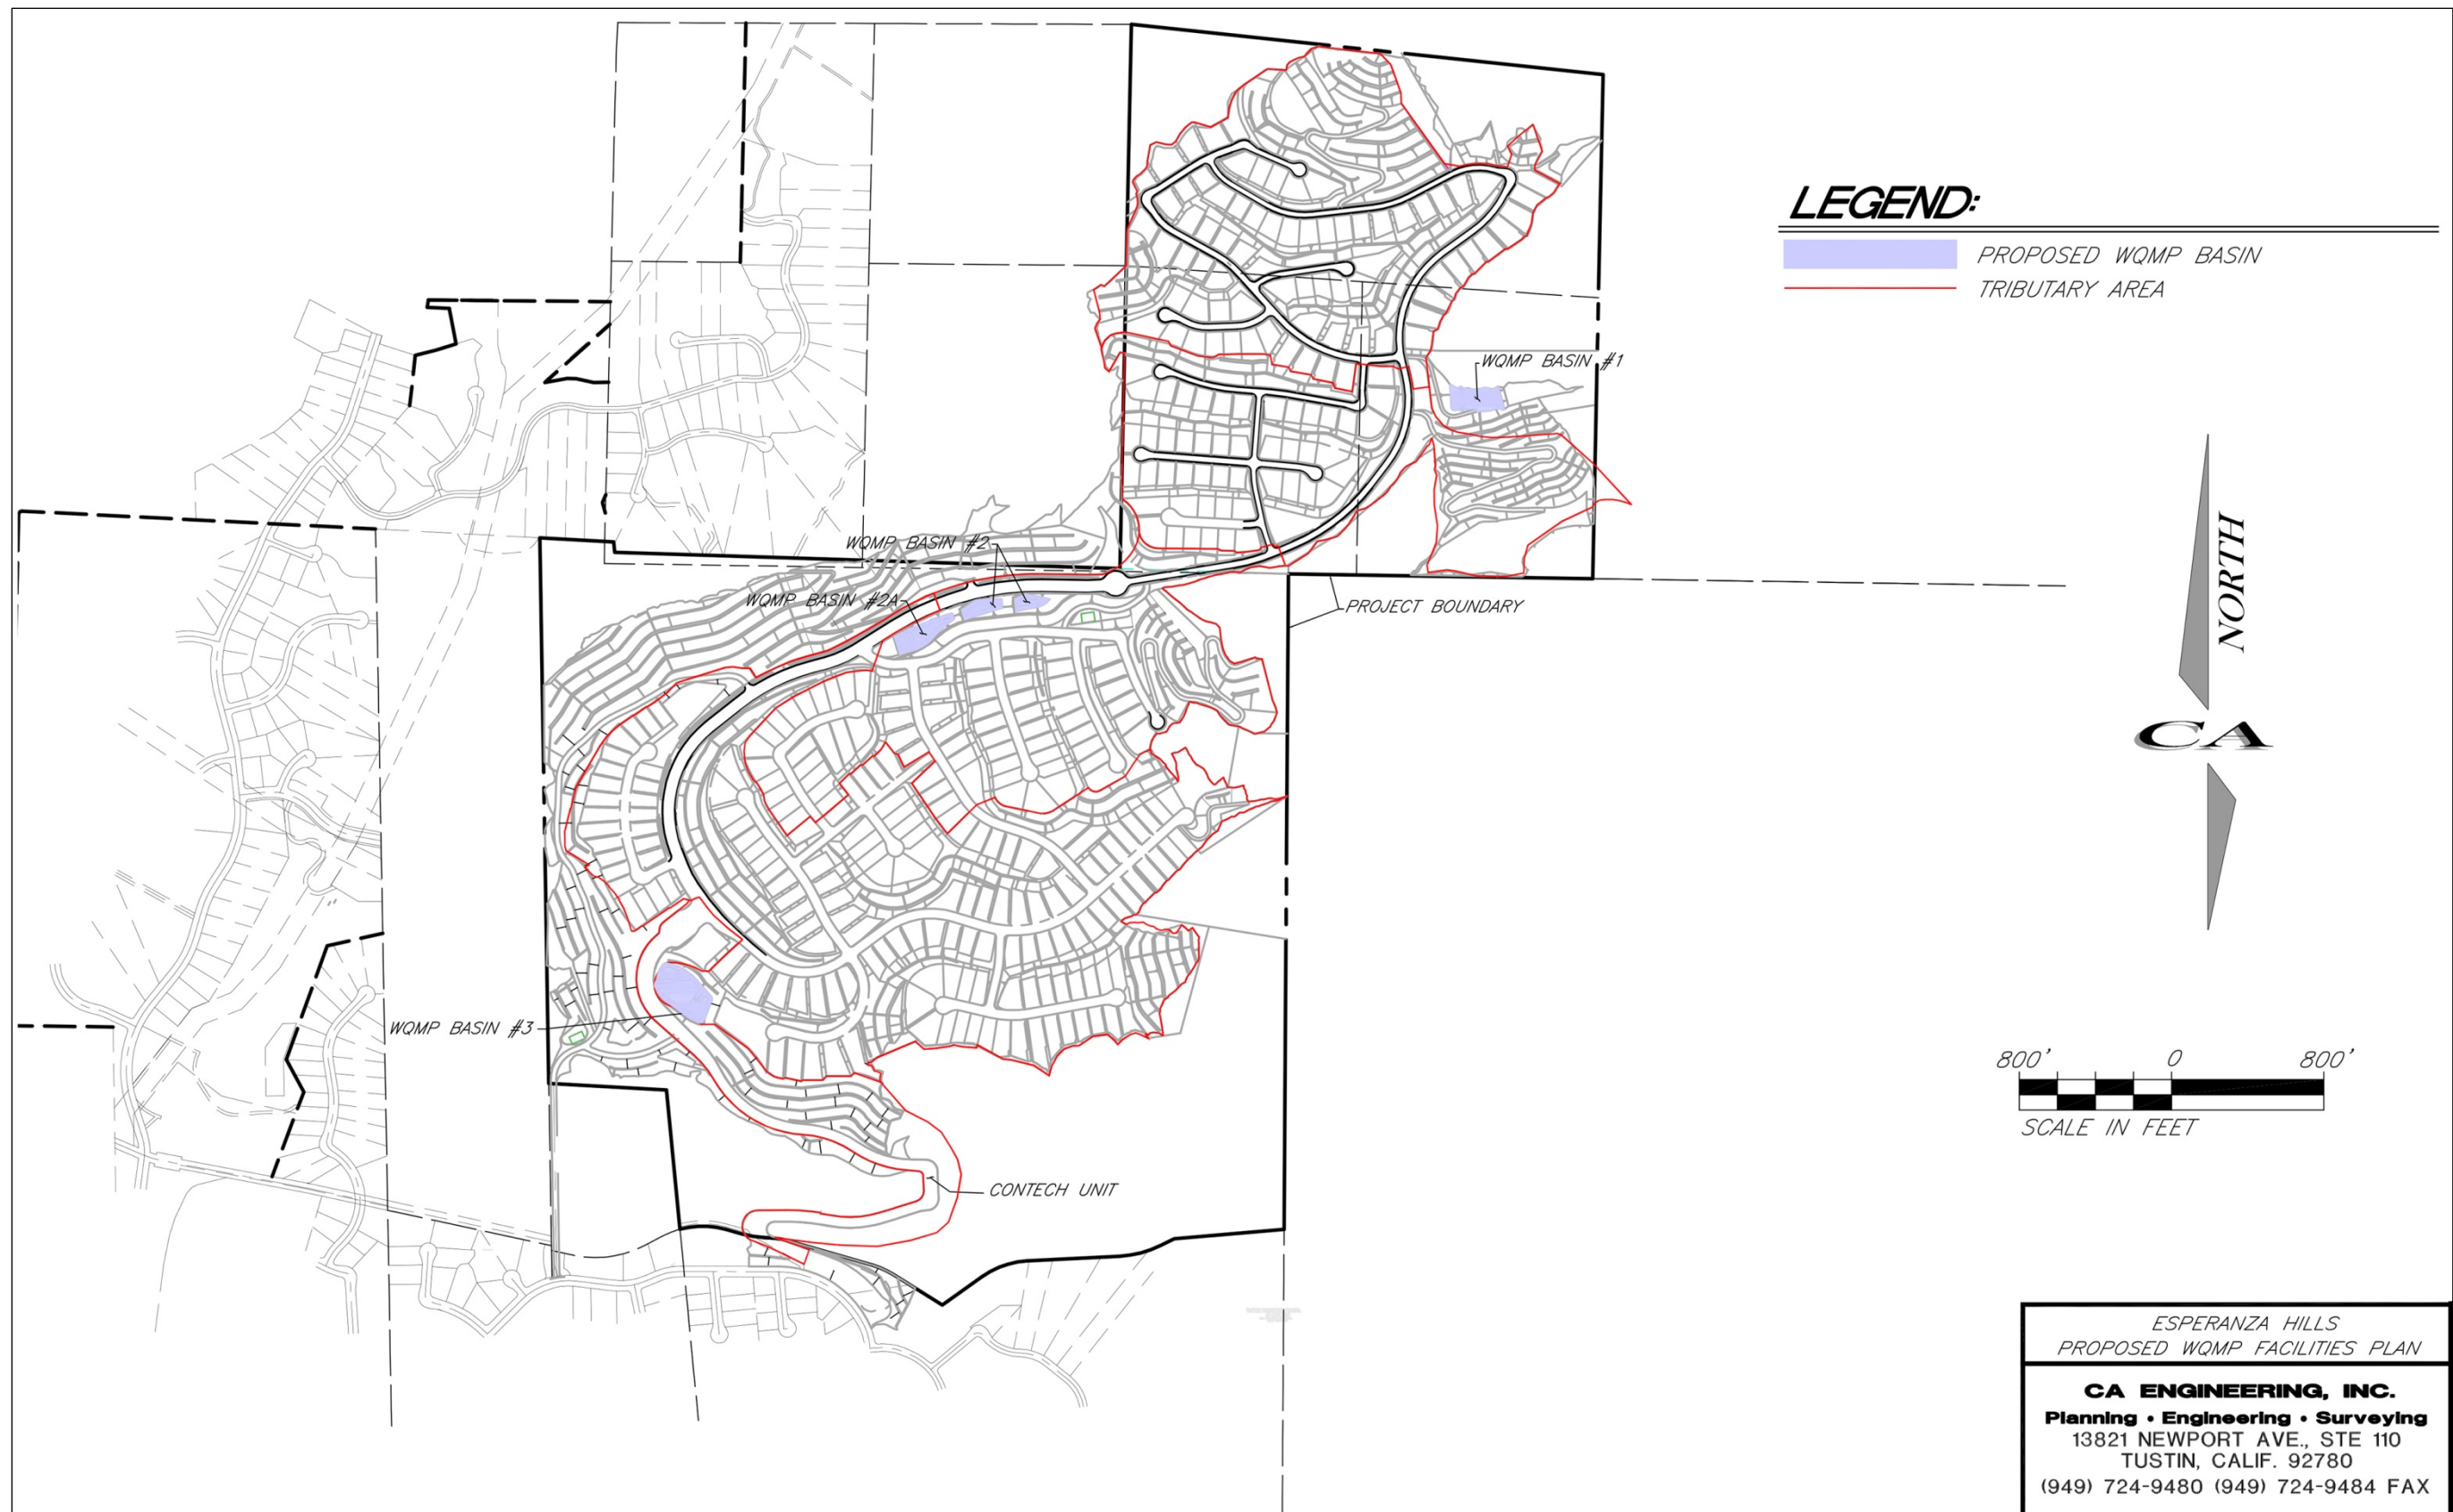 LEGEND:
PROPOSED WQMP BASIN
TRIBUTARY AREA
WQMP BASIN #1
WQMP BASIN #2
WQMP BASIN #2A
PROJECT BOUNDARY
NORTH
CA
WQMP BASIN #3
800' 0 800'
SCALE IN FEET
CONTECH UNIT
ESPERANZA HILLS
PROPOSED WQMP FACILITIES PLAN
CA ENGINEERING, INC.
Planning • Engineering • Surveying
13821 NEWPORT AVE., STE 110
TUSTIN, CALIF. 92780
(949) 724-9480 (949) 724-9484 FAX